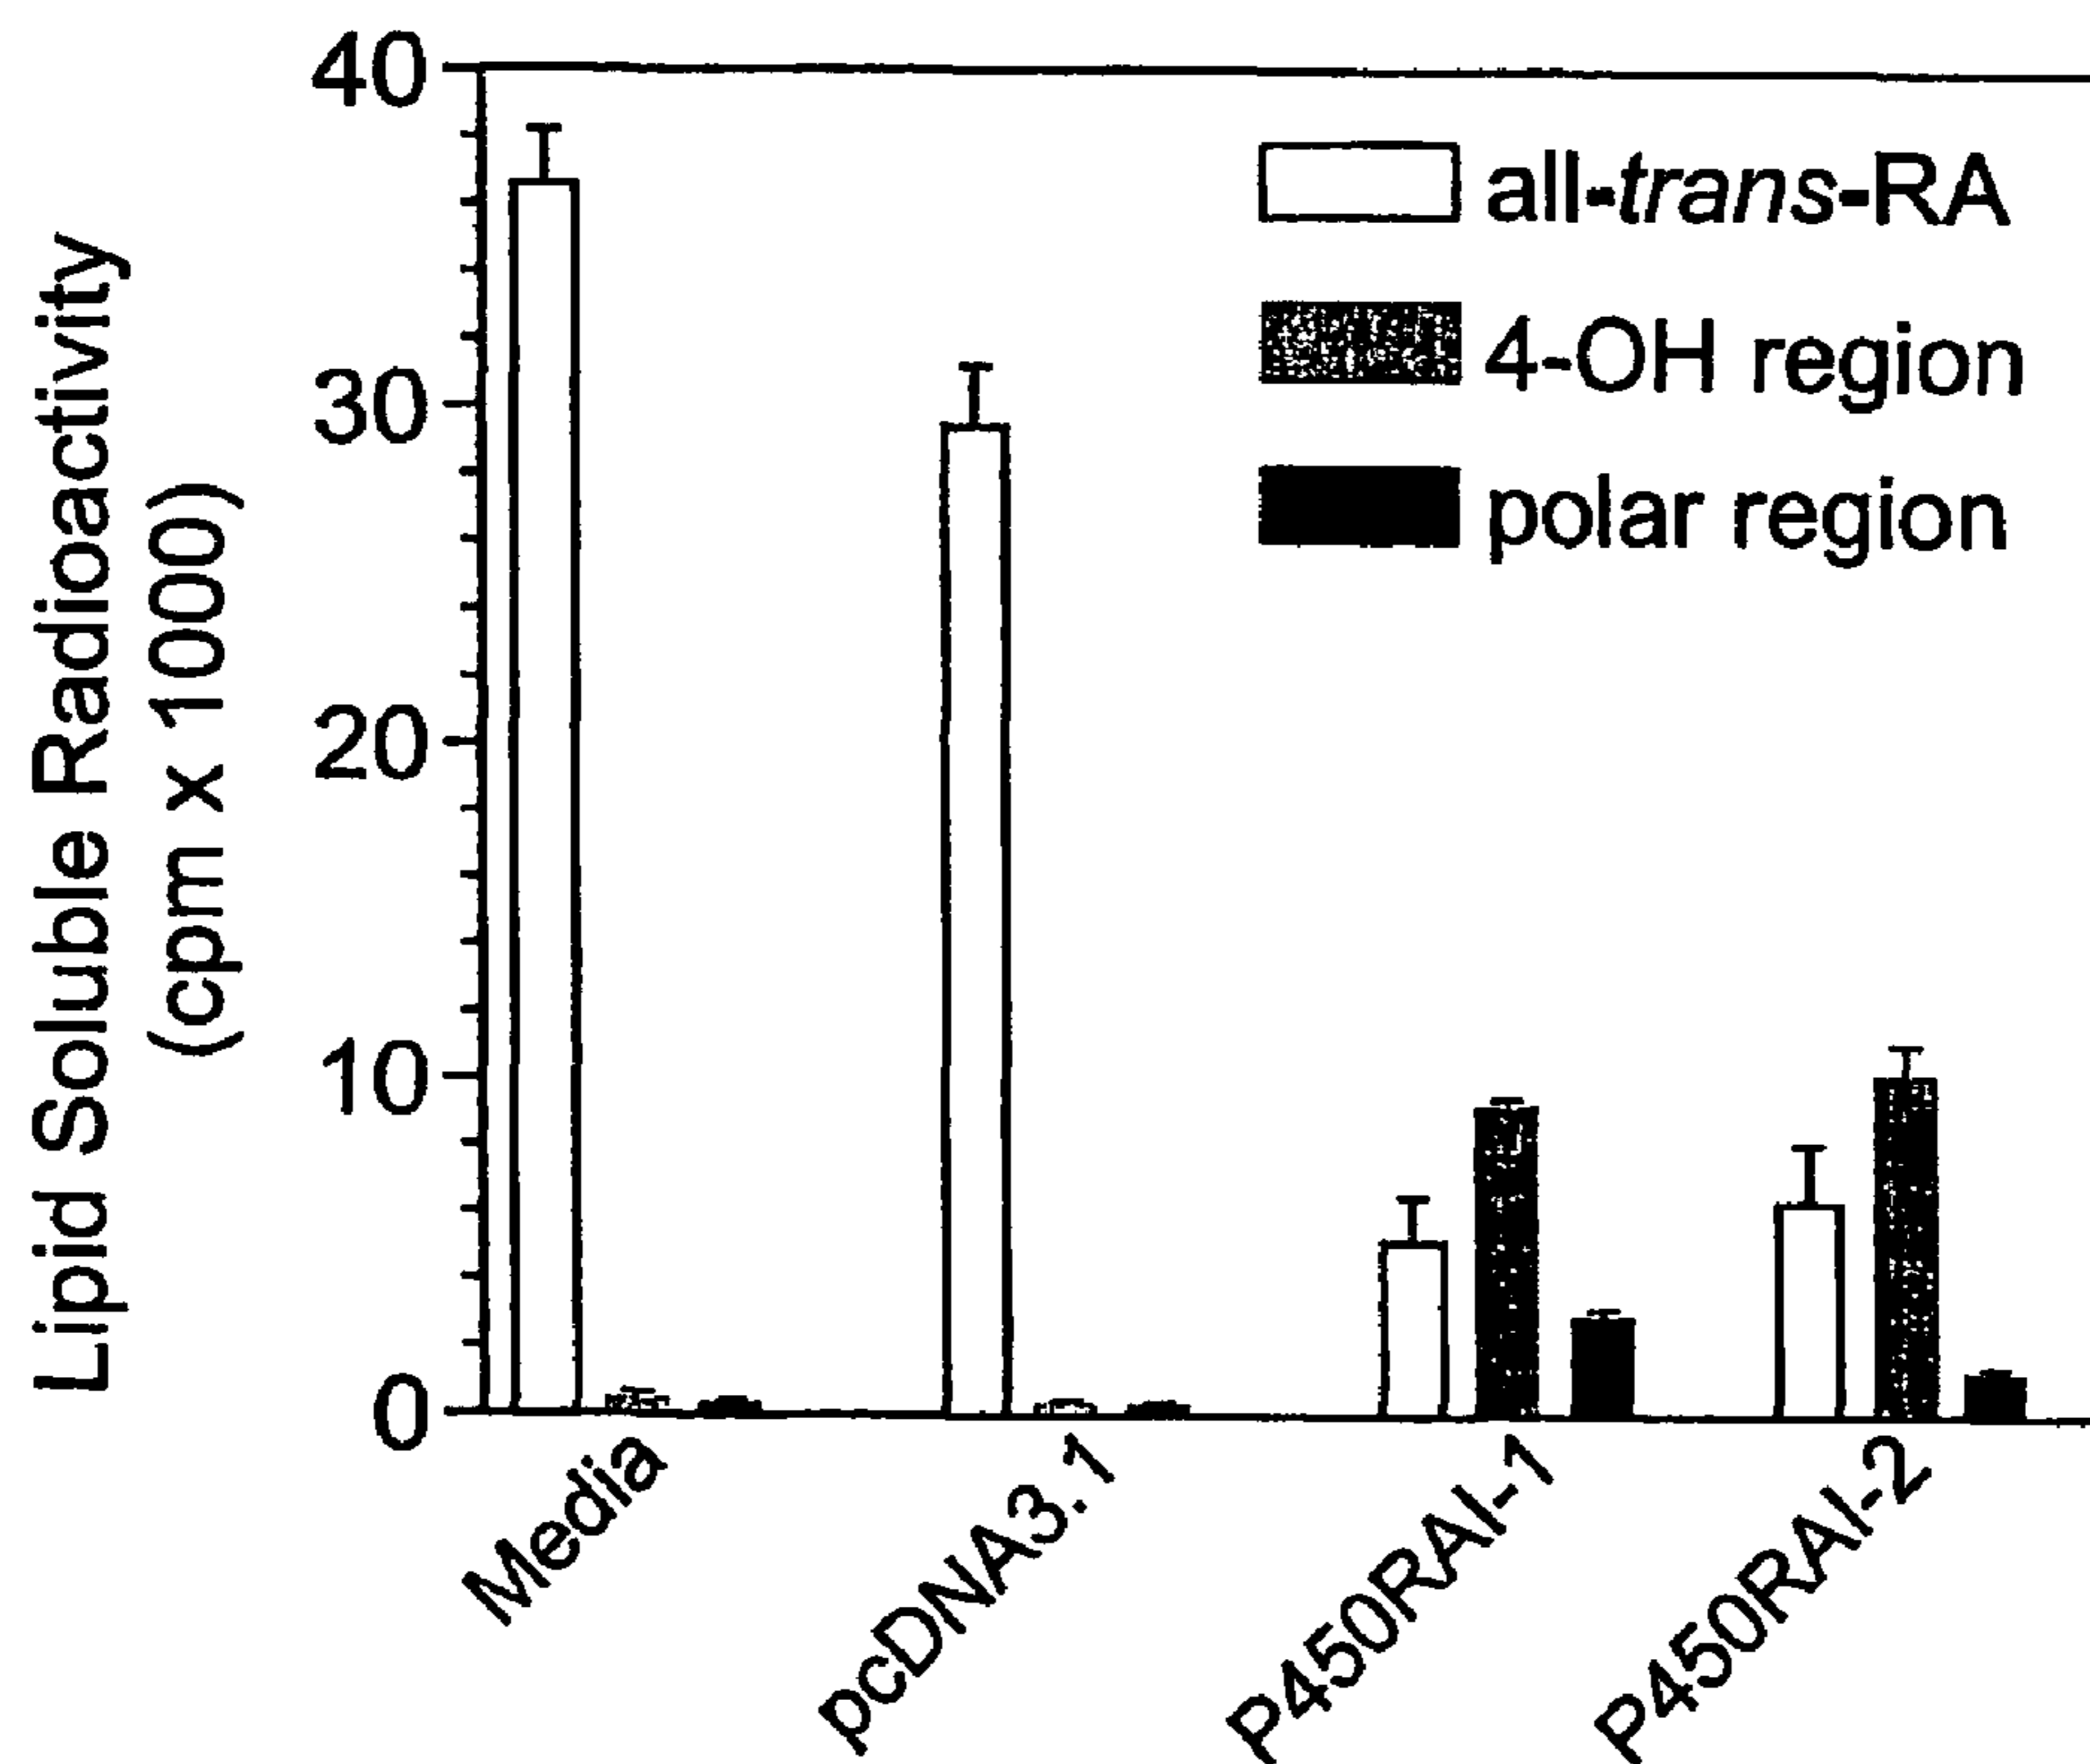 Lipid Soluble Radioactivity
(cpm x 1000)
40
30
20
10
0
all-trans-RA
4-OH region
polar region
Media
pcDNA3.1
P450RAI-1
P450RAI-2